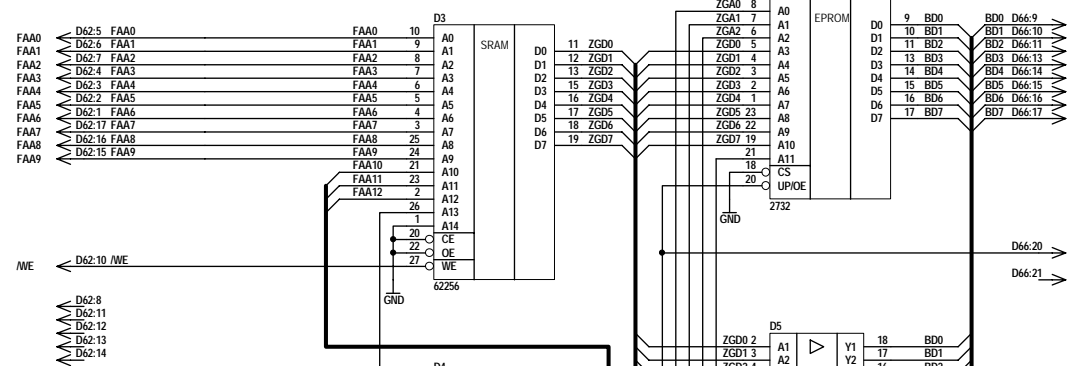 D3
ZGA0 8 A0 EPROM
ZGA1 7 A1 D0 9 BD0 BD0 D66:9
ZGA2 6 A2 D1 10 BD1 BD1 D66:10
FAA0 D62:5 FAA0 FAA0 10 A0 SRAM
ZGD0 5 A3 D2 11 BD2 BD2 D66:11
FAA1 D62:6 FAA1 FAA1 9 A1 D0 11 ZGD0
ZGD1 4 A4 D3 13 BD3 BD3 D66:13
FAA2 D62:7 FAA2 FAA2 8 A2 D1 12 ZGD1
ZGD2 3 A5 D4 14 BD4 BD4 D66:14
FAA3 D62:4 FAA3 FAA3 7 A3 D2 13 ZGD2
ZGD3 2 A6 D5 15 BD5 BD5 D66:15
FAA4 D62:3 FAA4 FAA4 6 A4 D3 15 ZGD3
ZGD4 1 A7 D6 16 BD6 BD6 D66:16
FAA5 D62:2 FAA5 FAA5 5 A5 D4 16 ZGD4
ZGD5 23 A8 D7 17 BD7 BD7 D66:17
FAA6 D62:1 FAA6 FAA6 4 A6 D5 17 ZGD5
ZGD6 22 A9
FAA7 D62:17 FAA7 FAA7 3 A7 D6 18 ZGD6
ZGD7 19 A10
FAA8 D62:16 FAA8 FAA8 25 A8 D7 19 ZGD7
21 A11
FAA9 D62:15 FAA9 FAA9 24 A9
18 CS
FAA10 21 A10
20 UP/OE
FAA11 23 A11
2732
FAA12 2 A12
GND
26 A13
1 A14
20 CE
22 OE
D66:20
/WE D62:10 /WE 27 WE
D66:21
62256
GND
D62:8
D62:11
D62:12
D5
D62:13
ZGD0 2 A1 Y1 18 BD0
D62:14
ZGD1 3 A2 Y2 17 BD1